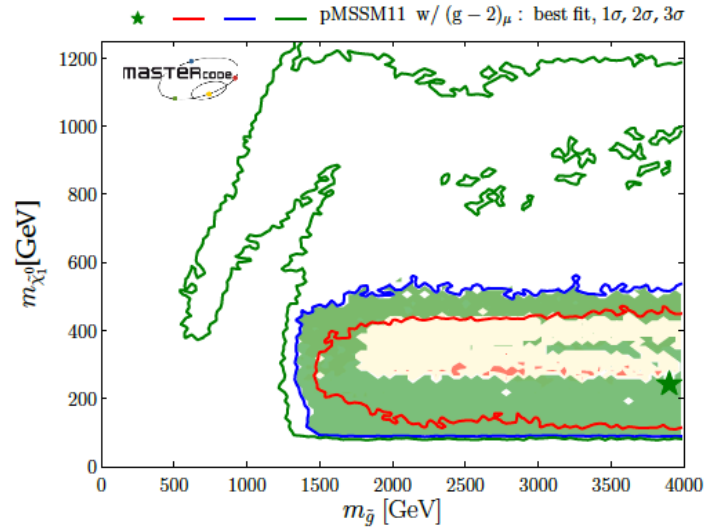 pMSSM11 w/ (g − 2)μ : best fit, 1σ, 2σ, 3σ
MASTERCODE
1200
1000
800
600
400
200
0
mχ̃⁰₁[GeV]
0 500 1000 1500 2000 2500 3000 3500 4000
mg̃ [GeV]